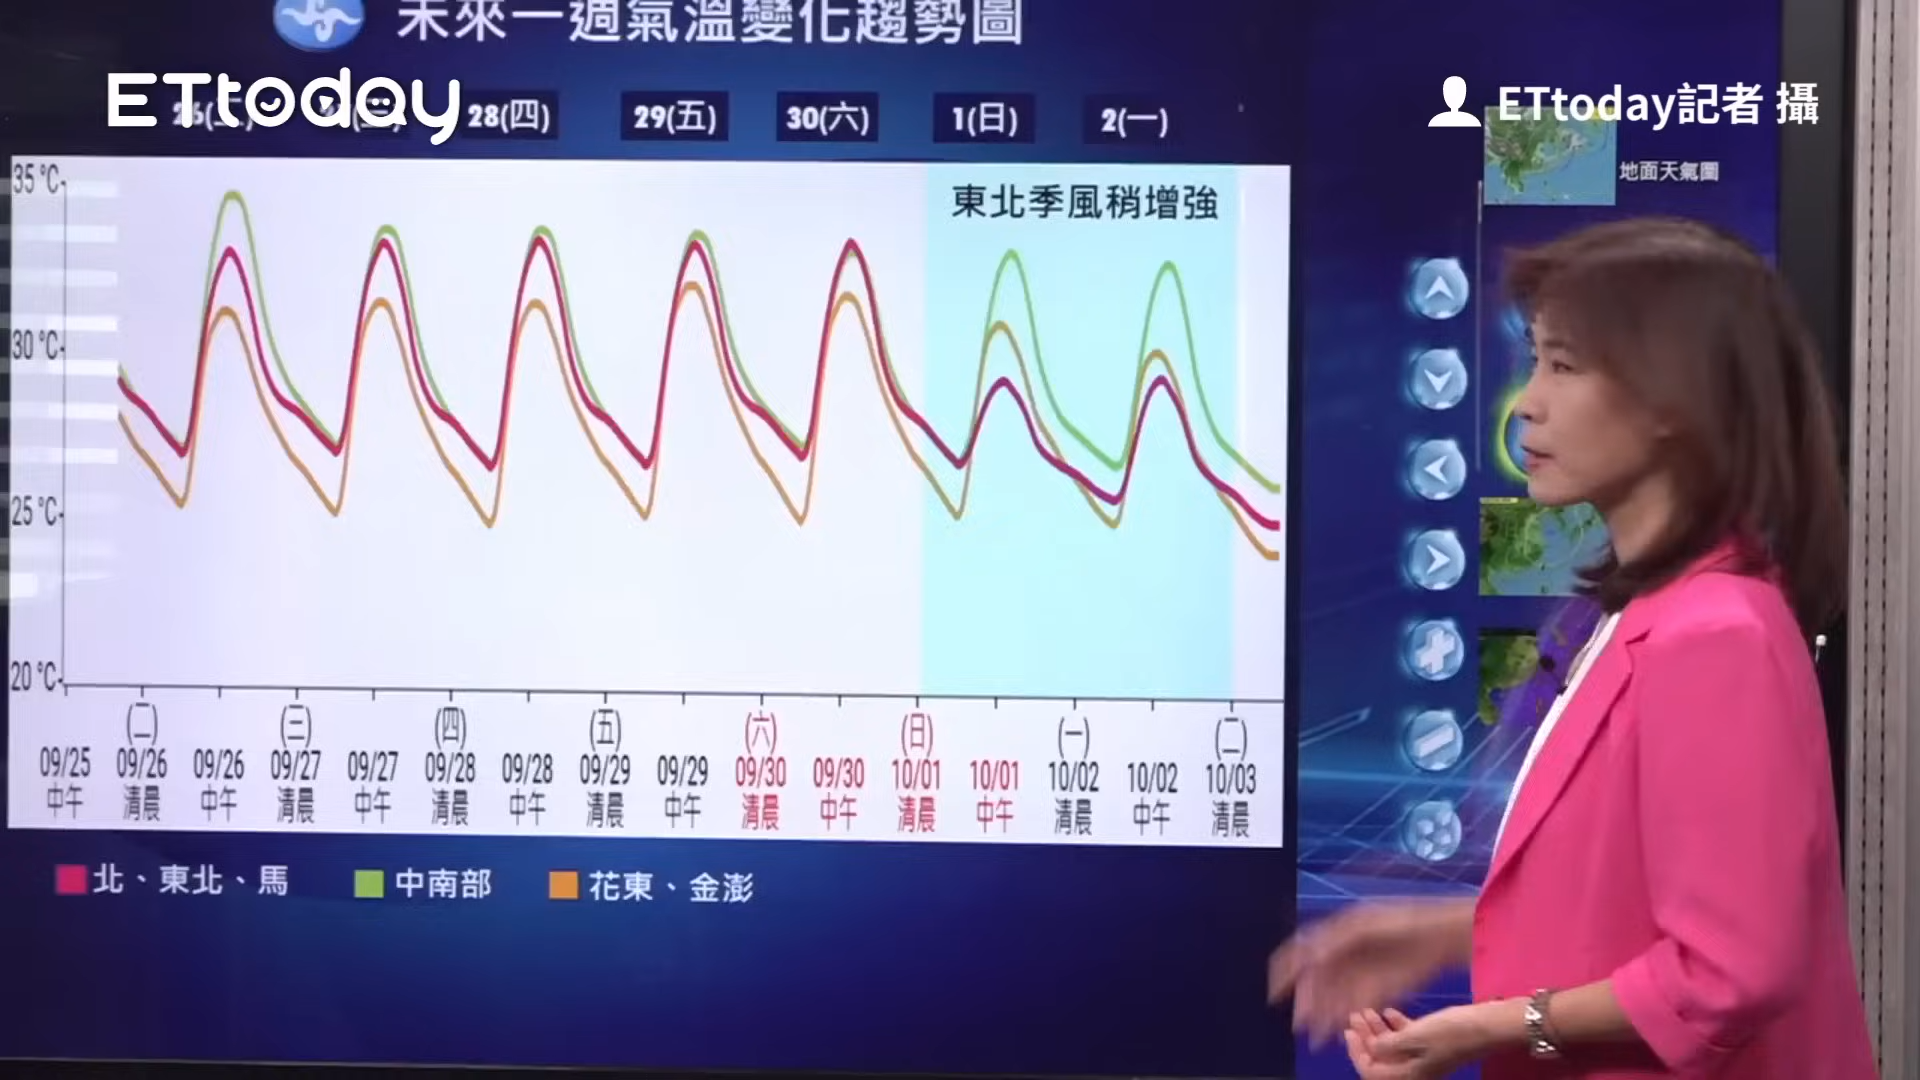 未來一週氣溫變化趨勢圖
ETtoday
26(二) 28(四) 29(五) 30(六) 1(日) 2(一)
ETtoday記者 攝
地面天氣圖
東北季風稍增強
35 °C
30 °C
25 °C
20 °C
(二) (三) (四) (五) (六) (日) (一) (二)
09/25 09/26 09/26 09/27 09/27 09/28 09/28 09/29 09/29 09/30 09/30 10/01 10/01 10/02 10/02 10/03
中午 清晨 中午 清晨 中午 清晨 中午 清晨 中午 清晨 中午 清晨 中午 清晨 中午 清晨
北、東北、馬 中南部 花東、金澎